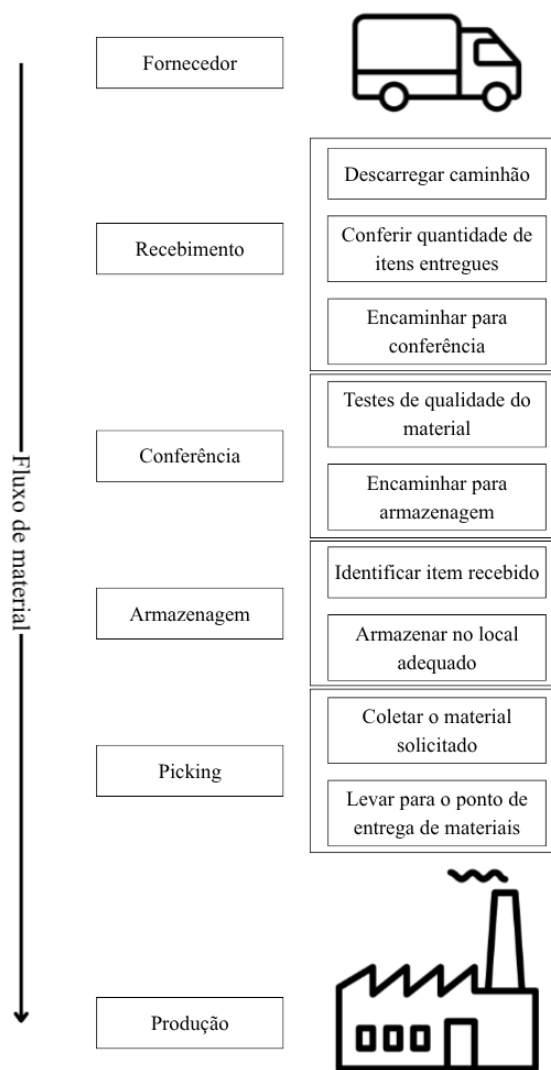 Fornecedor
Descarregar caminhão
Recebimento
Conferir quantidade de
itens entregues
Encaminhar para
conferência
Conferência
Testes de qualidade do
material
Encaminhar para
armazenagem
Fluxo de material
Armazenagem
Identificar item recebido
Armazenar no local
adequado
Picking
Coletar o material
solicitado
Levar para o ponto de
entrega de materiais
Produção